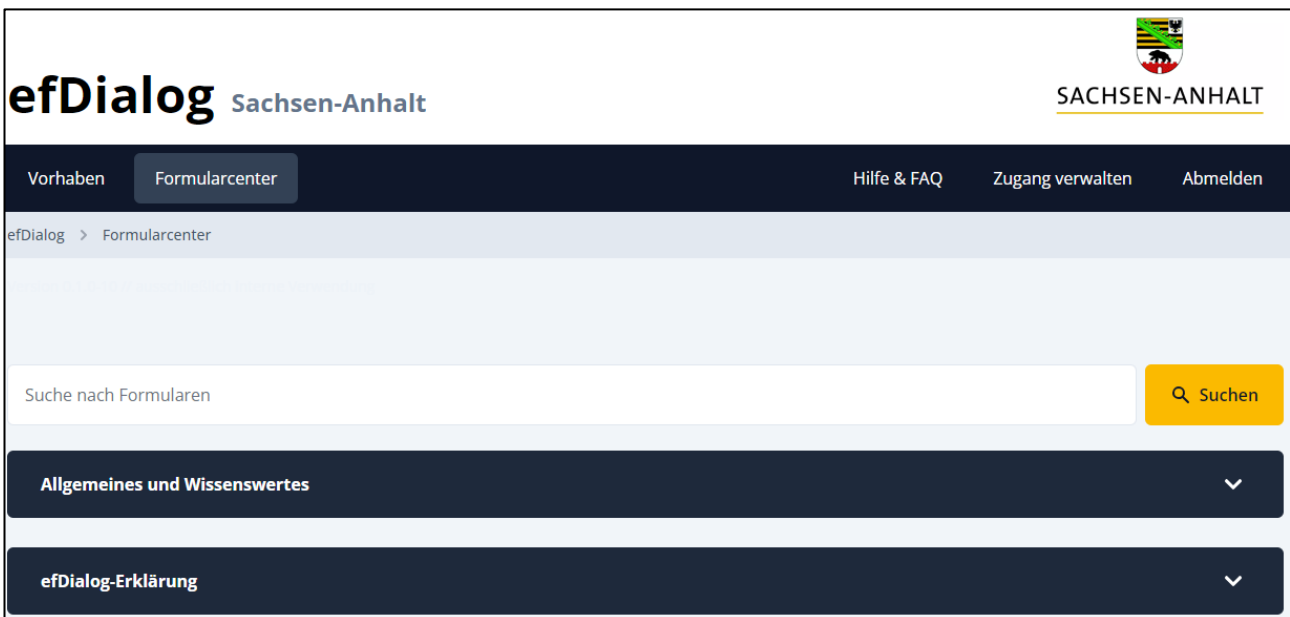 efDialog Sachsen-Anhalt
SACHSEN-ANHALT
Vorhaben Formularcenter Hilfe & FAQ Zugang verwalten Abmelden
efDialog > Formularcenter
Suche nach Formularen Suchen
Allgemeines und Wissenswertes
efDialog-Erklärung